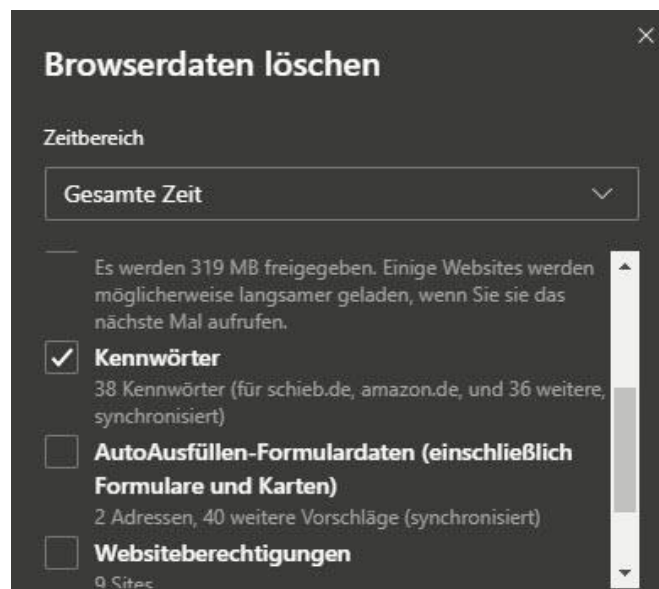 Browserdaten löschen
Zeitbereich
Gesamte Zeit
Es werden 319 MB freigegeben. Einige Websites werden
möglicherweise langsamer geladen, wenn Sie sie das
nächste Mal aufrufen.
Kennwörter
38 Kennwörter (für schieb.de, amazon.de, und 36 weitere,
synchronisiert)
AutoAusfüllen-Formulardaten (einschließlich
Formulare und Karten)
2 Adressen, 40 weitere Vorschläge (synchronisiert)
Websiteberechtigungen
9 Sites